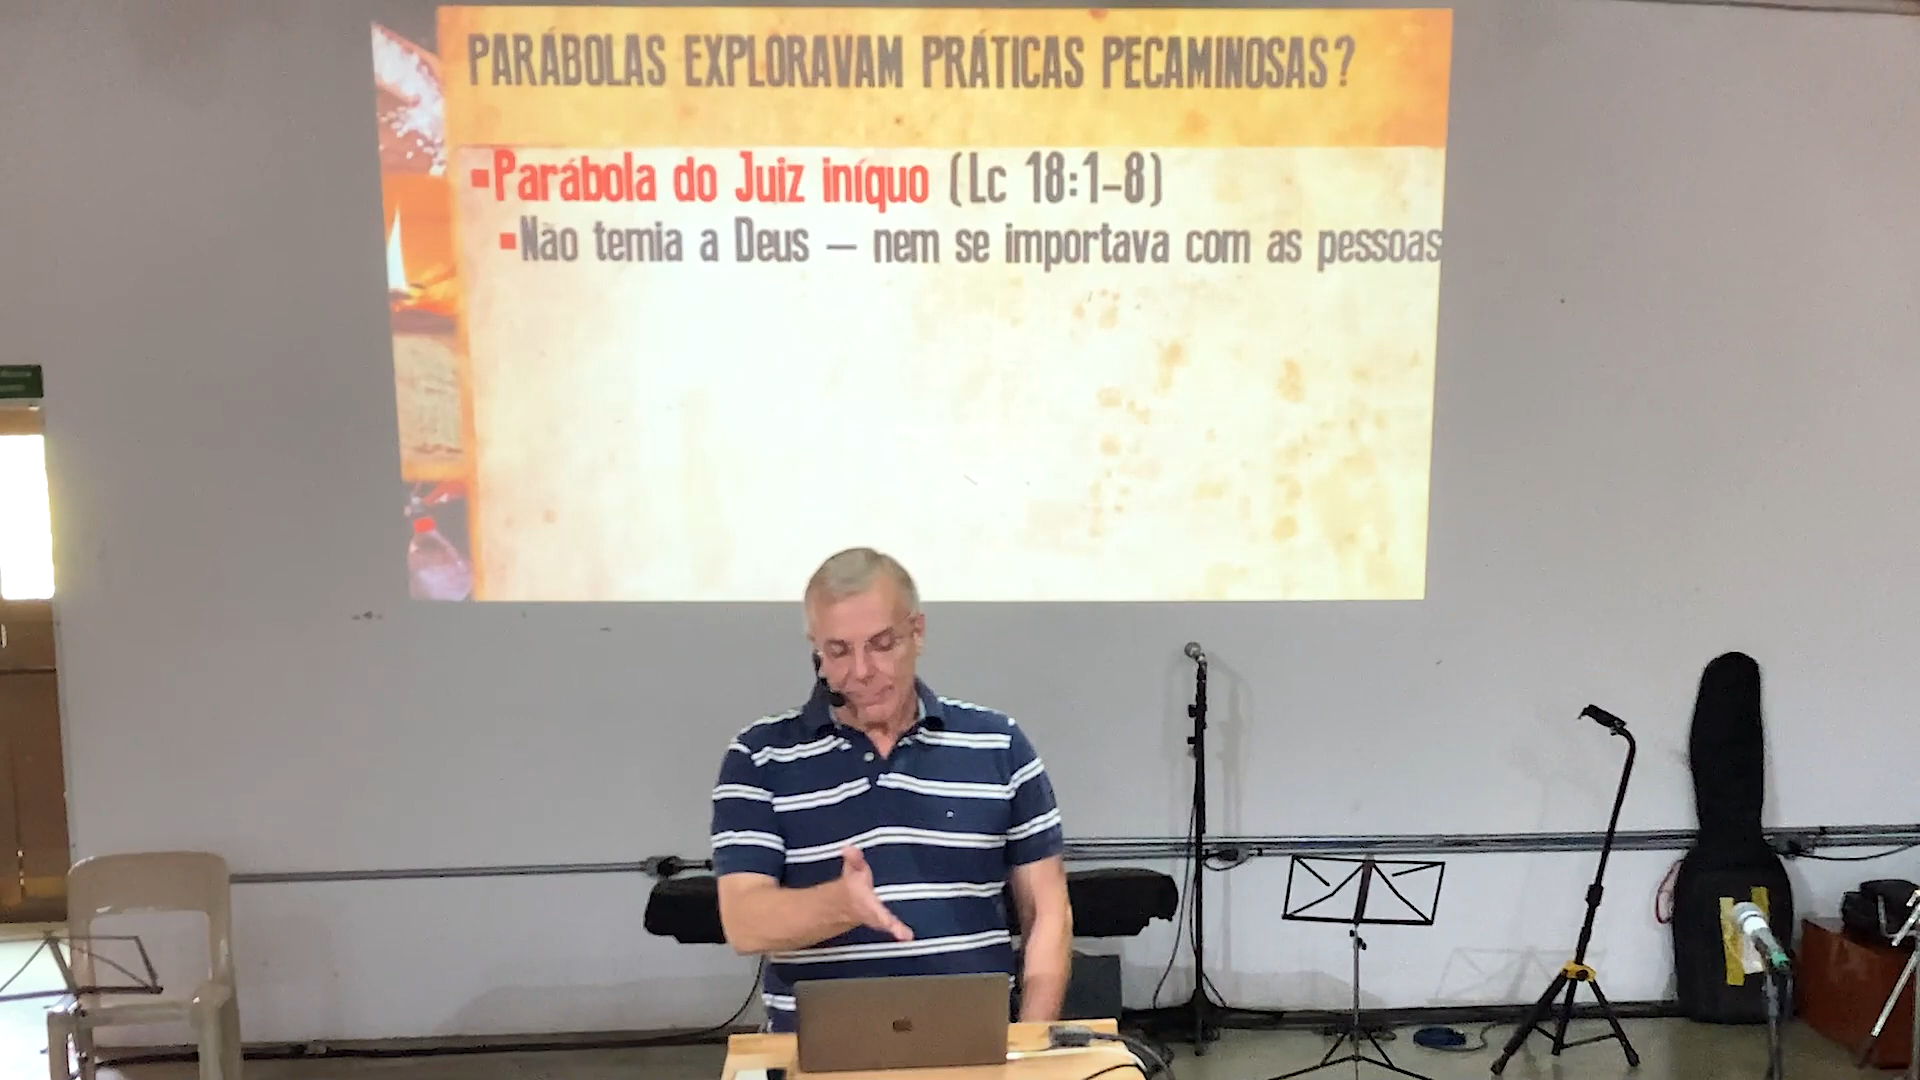 PARÁBOLAS EXPLORAVAM PRÁTICAS PECAMINOSAS?
▪Parábola do Juiz iníquo (Lc 18:1-8)
▪Não temia a Deus – nem se importava com as pessoas